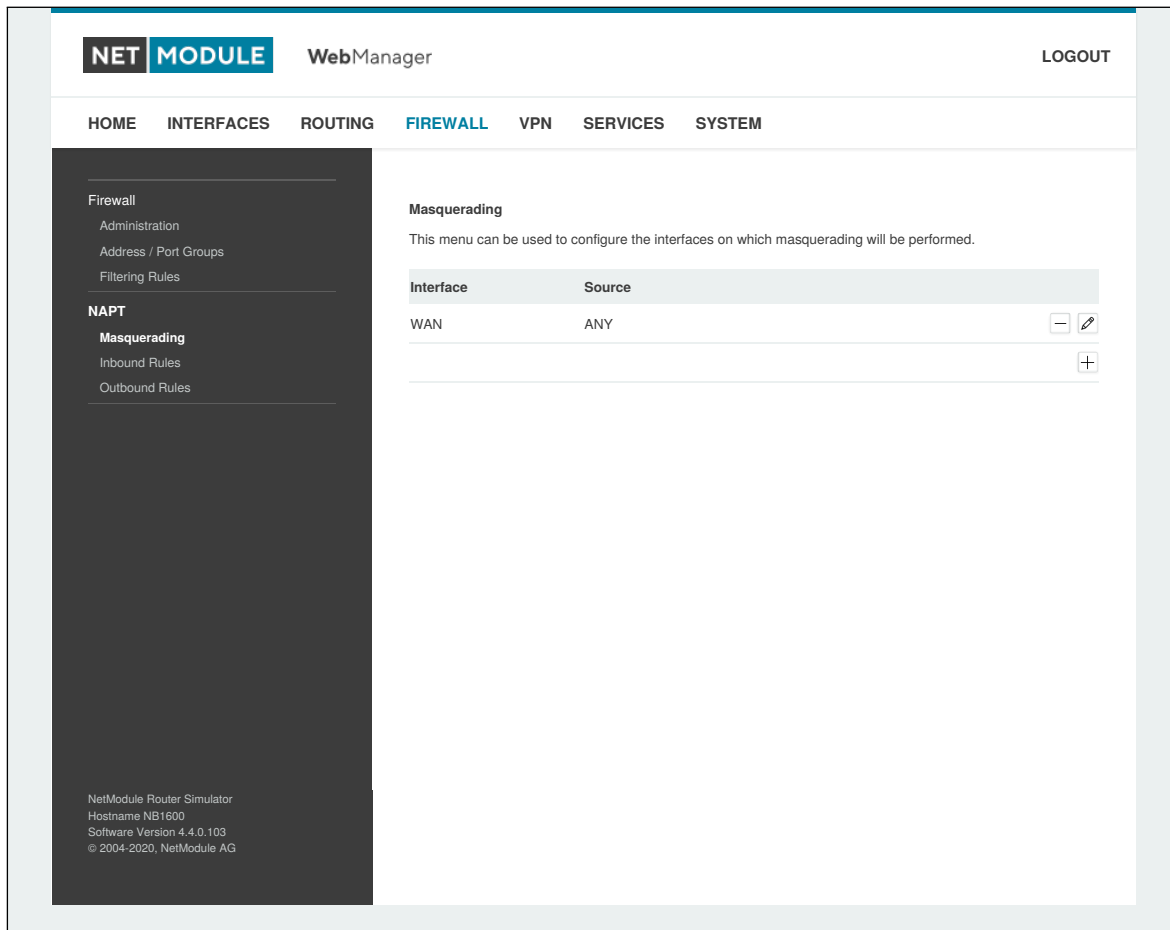 NET MODULE WebManager LOGOUT
HOME INTERFACES ROUTING FIREWALL VPN SERVICES SYSTEM
Firewall
Administration
Address / Port Groups
Filtering Rules
NAPT
Masquerading
Inbound Rules
Outbound Rules
Masquerading
This menu can be used to configure the interfaces on which masquerading will be performed.
Interface Source
WAN ANY
NetModule Router Simulator
Hostname NB1600
Software Version 4.4.0.103
© 2004-2020, NetModule AG